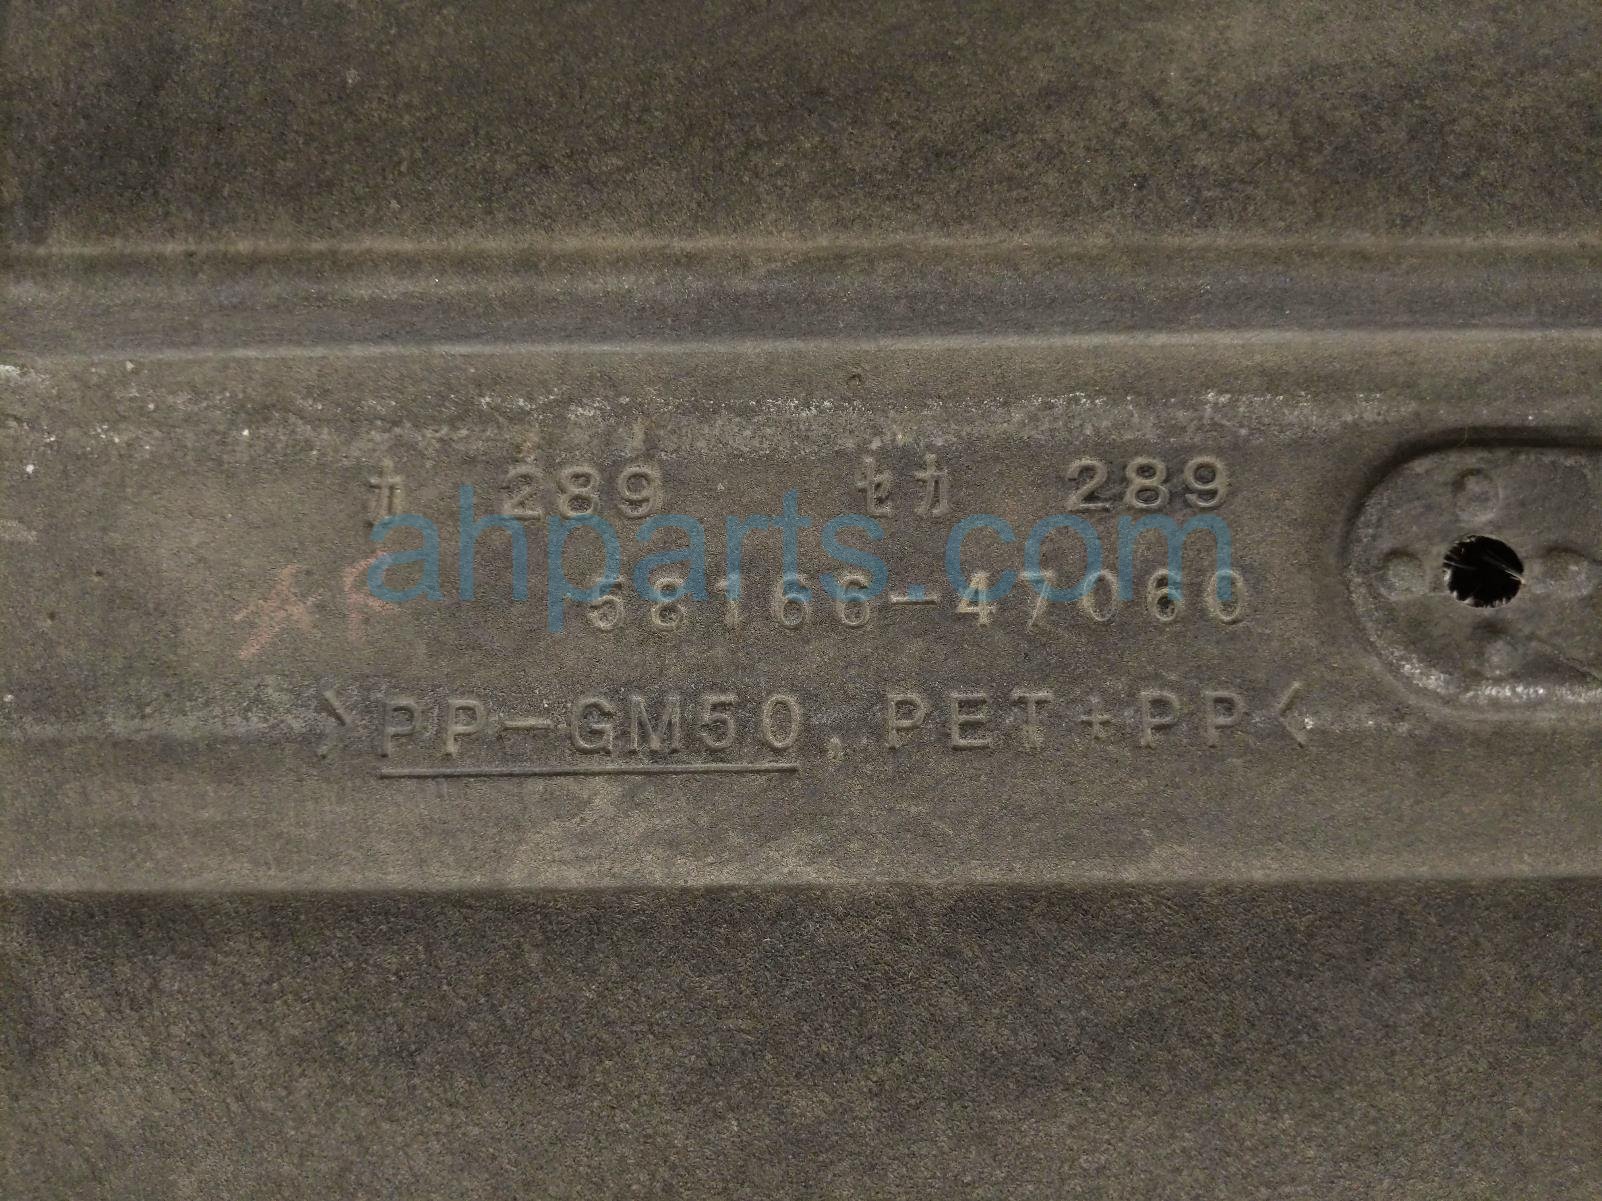 カ 289 セカ 289
ahparts.com
58166-47060
>PP-GM50,PET+PP<